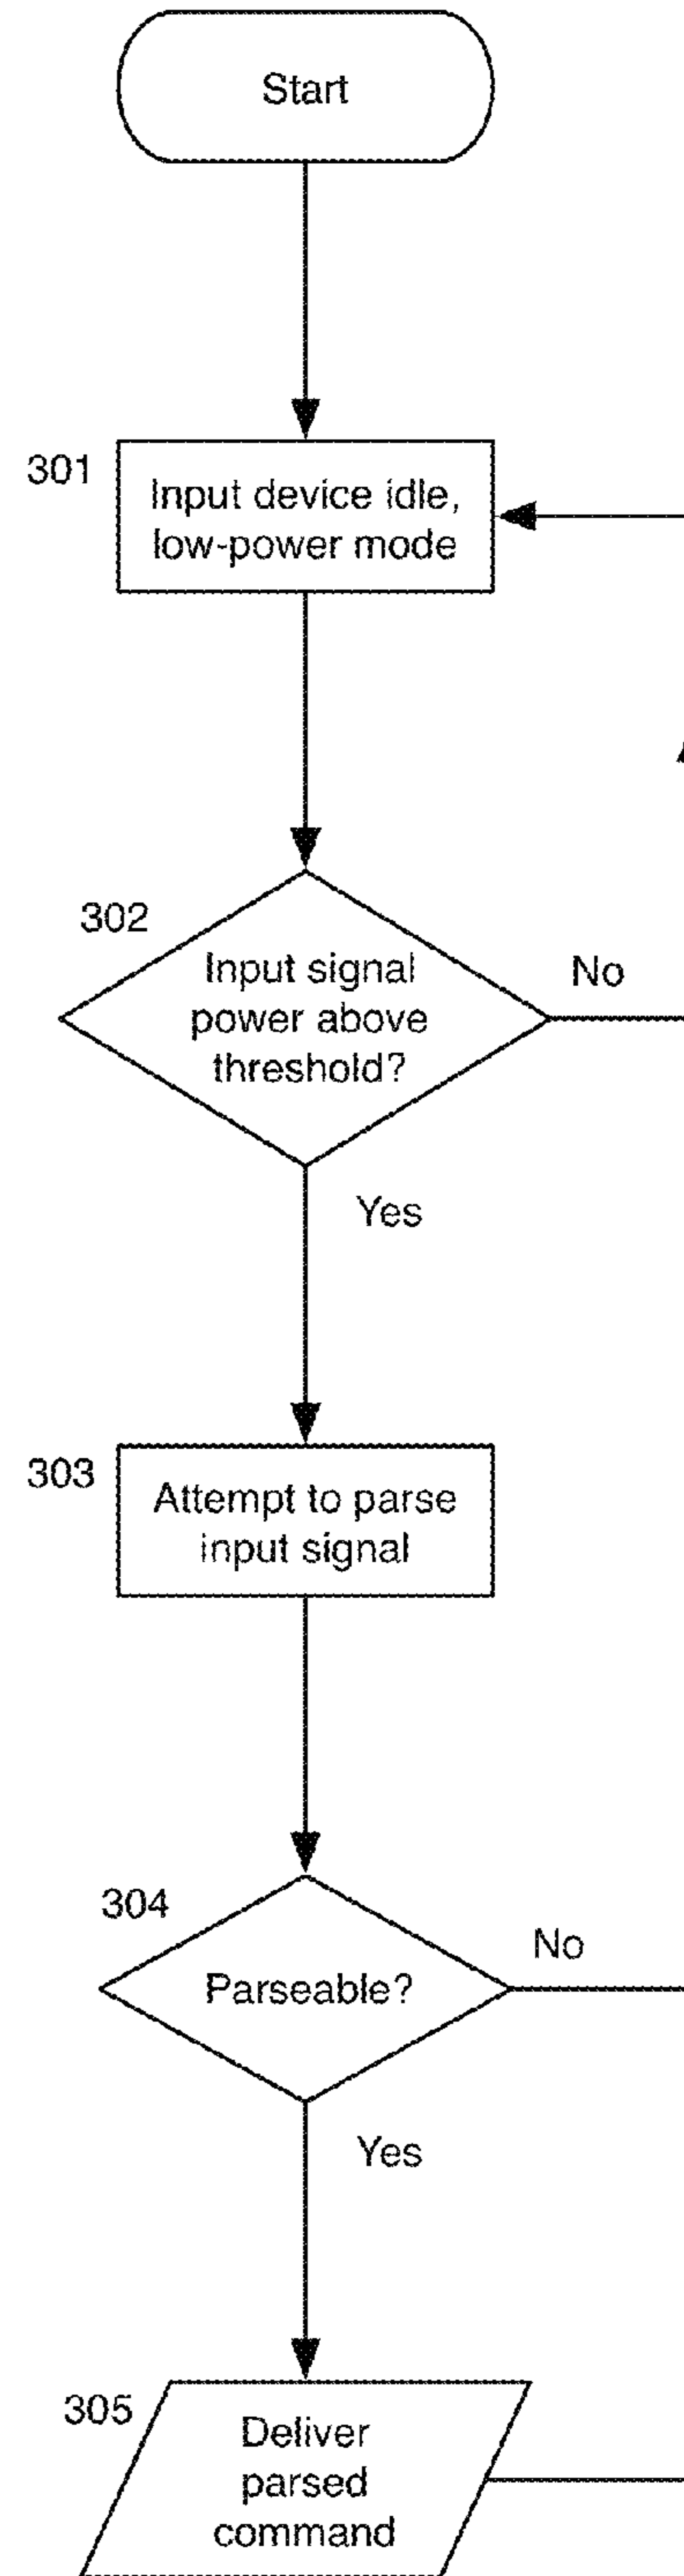 Start
301
Input device idle,
low-power mode
302
Input signal
power above
threshold?
No
Yes
303
Attempt to parse
input signal
304
Parseable?
No
Yes
305
Deliver
parsed
command